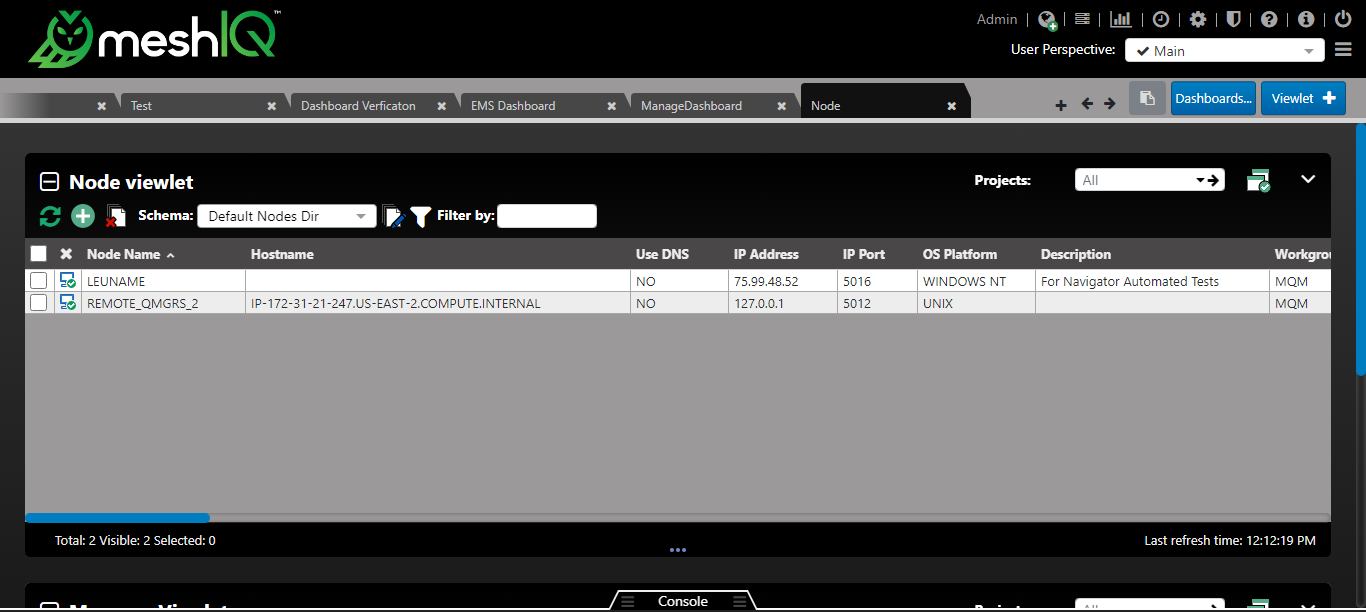 meshIQ™
Admin
User Perspective: Main
Test
Dashboard Verficaton
EMS Dashboard
ManageDashboard
Node
Dashboards...
Viewlet
Node viewlet
Projects: All
Schema: Default Nodes Dir Filter by:
Node Name Hostname Use DNS IP Address IP Port OS Platform Description Workgrou
LEUNAME NO 75.99.48.52 5016 WINDOWS NT For Navigator Automated Tests MQM
REMOTE_QMGRS_2 IP-172-31-21-247.US-EAST-2.COMPUTE.INTERNAL NO 127.0.0.1 5012 UNIX MQM
Total: 2 Visible: 2 Selected: 0
Last refresh time: 12:12:19 PM
Console